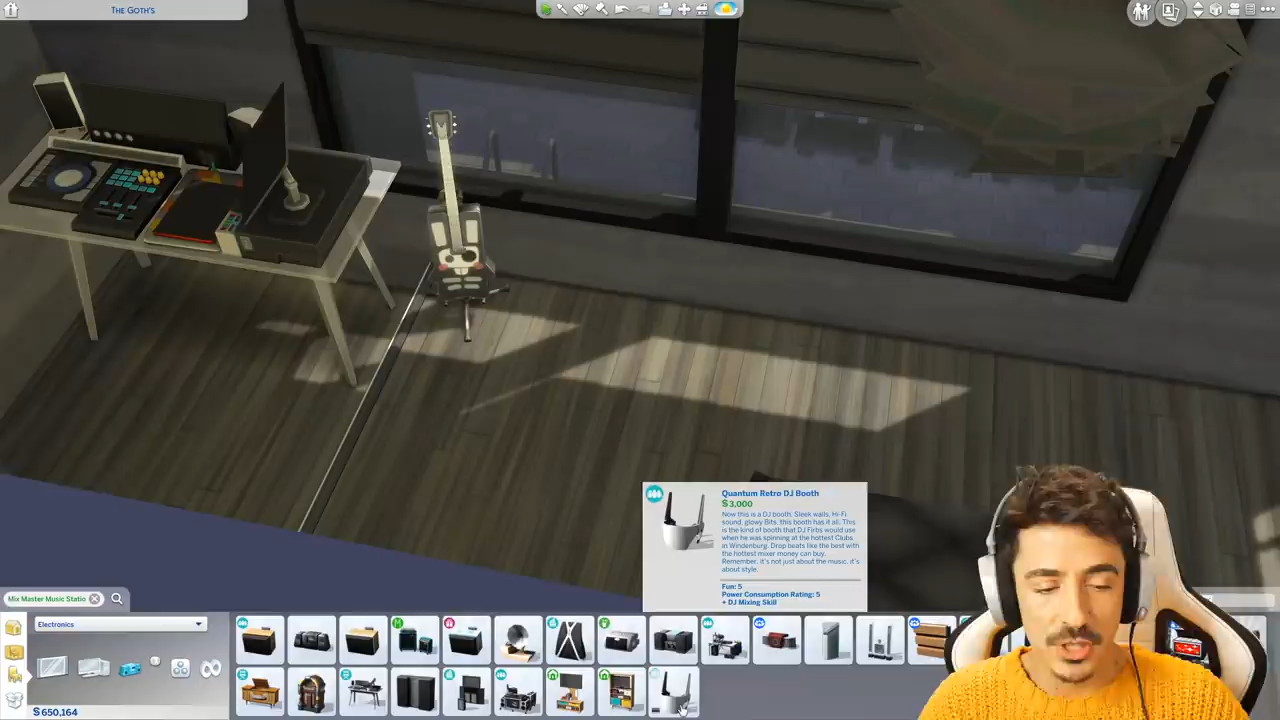 THE GOTH'S
Quantum Retro DJ Booth
§3,000
Now this is a DJ booth. Sleek walls, Hi-Fi
sound, glowy Bits, this booth has it all. This
is the kind of booth that DJ Firbs would use
when he was spinning at the hottest Clubs
in Windenburg. Drop beats like the best with
the hottest mixer money can buy.
Remember, it's not just about the music, it's
about style.
Fun: 5
Power Consumption Rating: 5
+ DJ Mixing Skill
Mix Master Music Statio
Electronics
§650,164